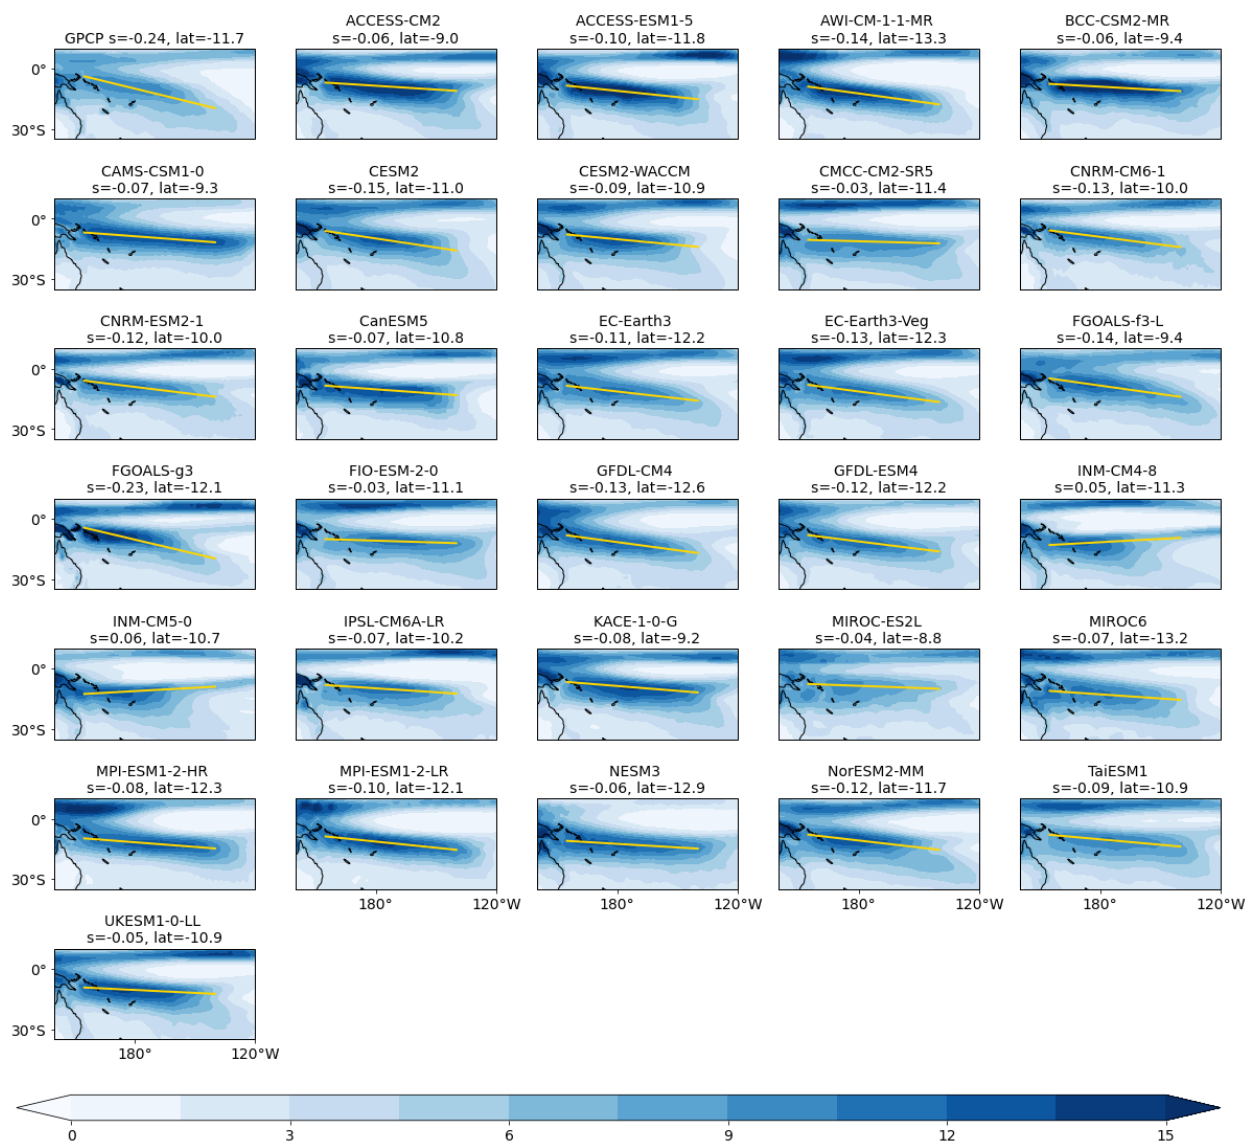 GPCP s=-0.24, lat=-11.7
ACCESS-CM2
s=-0.06, lat=-9.0
ACCESS-ESM1-5
s=-0.10, lat=-11.8
AWI-CM-1-1-MR
s=-0.14, lat=-13.3
BCC-CSM2-MR
s=-0.06, lat=-9.4
0°
30°S
CAMS-CSM1-0
s=-0.07, lat=-9.3
CESM2
s=-0.15, lat=-11.0
CESM2-WACCM
s=-0.09, lat=-10.9
CMCC-CM2-SR5
s=-0.03, lat=-11.4
CNRM-CM6-1
s=-0.13, lat=-10.0
0°
30°S
CNRM-ESM2-1
s=-0.12, lat=-10.0
CanESM5
s=-0.07, lat=-10.8
EC-Earth3
s=-0.11, lat=-12.2
EC-Earth3-Veg
s=-0.13, lat=-12.3
FGOALS-f3-L
s=-0.14, lat=-9.4
0°
30°S
FGOALS-g3
s=-0.23, lat=-12.1
FIO-ESM-2-0
s=-0.03, lat=-11.1
GFDL-CM4
s=-0.13, lat=-12.6
GFDL-ESM4
s=-0.12, lat=-12.2
INM-CM4-8
s=0.05, lat=-11.3
0°
30°S
INM-CM5-0
s=0.06, lat=-10.7
IPSL-CM6A-LR
s=-0.07, lat=-10.2
KACE-1-0-G
s=-0.08, lat=-9.2
MIROC-ES2L
s=-0.04, lat=-8.8
MIROC6
s=-0.07, lat=-13.2
0°
30°S
MPI-ESM1-2-HR
s=-0.08, lat=-12.3
MPI-ESM1-2-LR
s=-0.10, lat=-12.1
NESM3
s=-0.06, lat=-12.9
NorESM2-MM
s=-0.12, lat=-11.7
TaiESM1
s=-0.09, lat=-10.9
0°
30°S
180°
120°W
180°
120°W
180°
120°W
180°
120°W
UKESM1-0-LL
s=-0.05, lat=-10.9
0°
30°S
180°
120°W
0
3
6
9
12
15